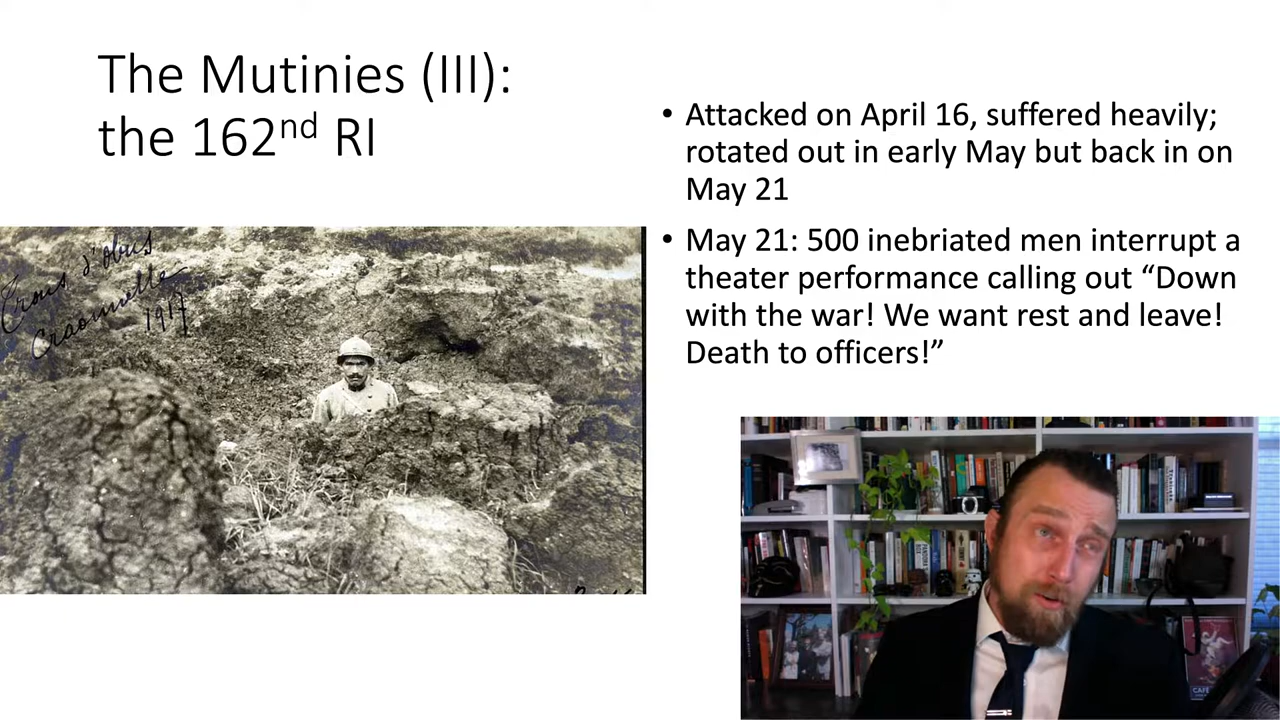 The Mutinies (III):
the 162nd RI
• Attacked on April 16, suffered heavily;
rotated out in early May but back in on
May 21
• May 21: 500 inebriated men interrupt a
theater performance calling out “Down
with the war! We want rest and leave!
Death to officers!”
d'obus
Craonnelle
1917
CAFÉ